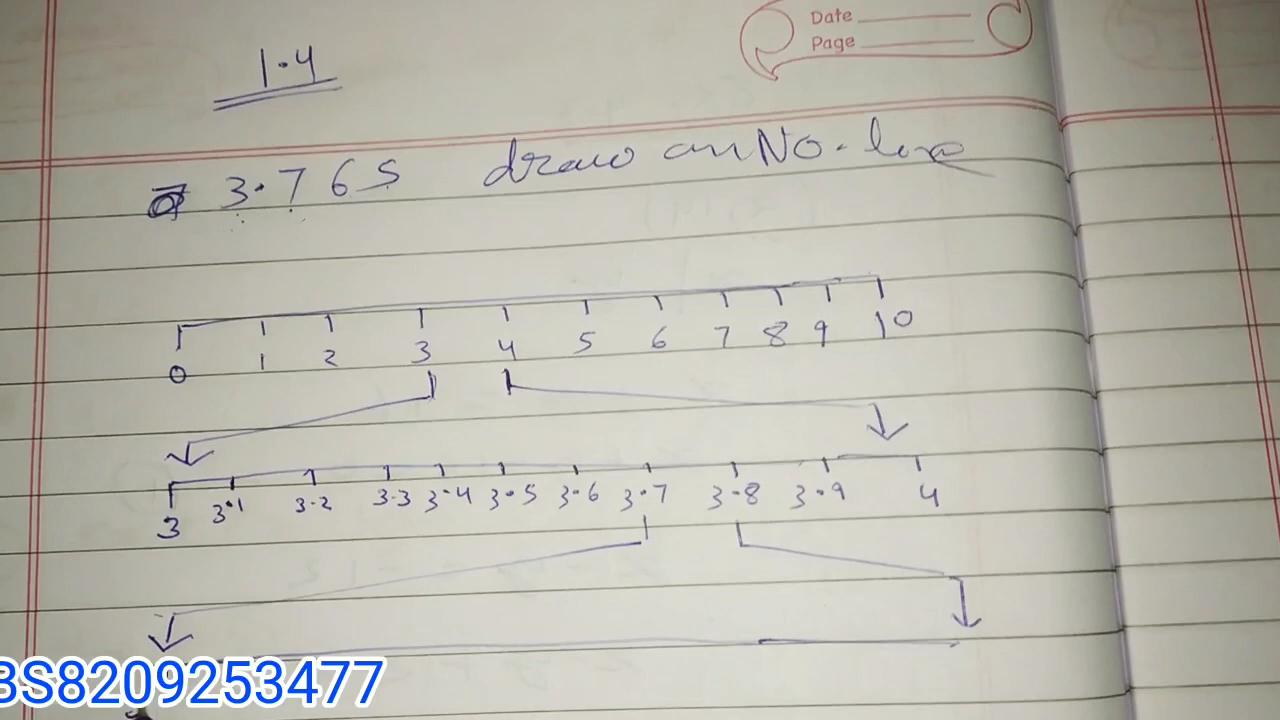 Date
Page
1.4
3.765 draw on No. line
0 1 2 3 4 5 6 7 8 9 10
3 3.1 3.2 3.3 3.4 3.5 3.6 3.7 3.8 3.9 4
BS8209253477